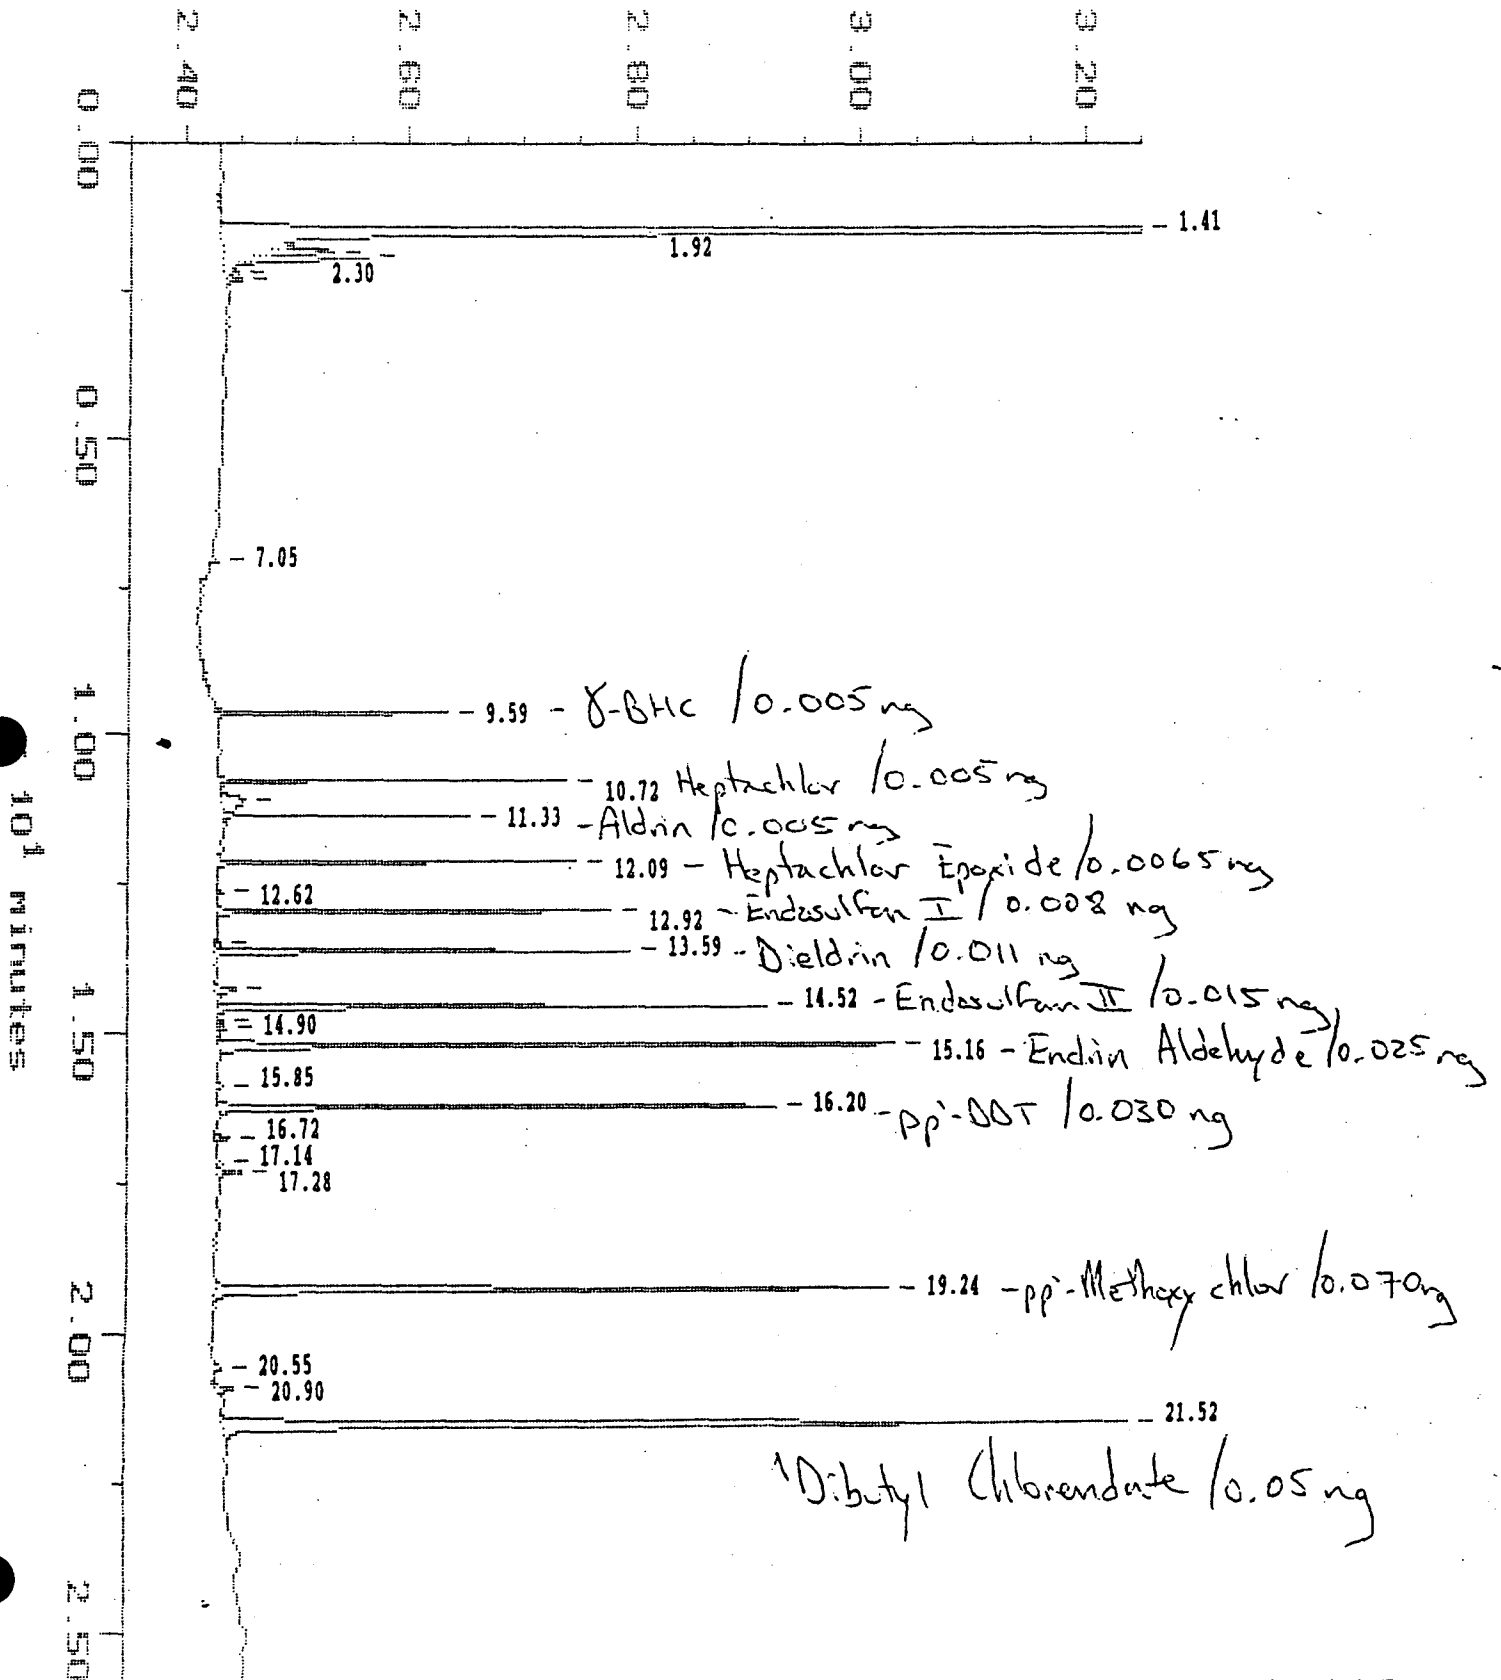 2.40
2.60
2.80
3.00
3.20
0.00
1.41
1.92
2.30
0.50
7.05
9.59 - γ-BHC / 0.005 ng
1.00
10.72 Heptachlor / 0.005 ng
11.33 - Aldrin / 0.005 ng
12.09 - Heptachlor Epoxide / 0.0065 ng
12.62
12.92 - Endosulfan I / 0.008 ng
13.59 - Dieldrin / 0.011 ng
14.52 - Endosulfan II / 0.015 ng
14.90
1.50
15.16 - Endrin Aldehyde / 0.025 ng
15.85
16.20 - pp'-DDT / 0.030 ng
16.72
17.14
17.28
19.24 - pp'-Methoxychlor / 0.070 ng
2.00
20.55
20.90
21.52
Dibutyl Chlorendate / 0.05 ng
2.50
10¹ minutes